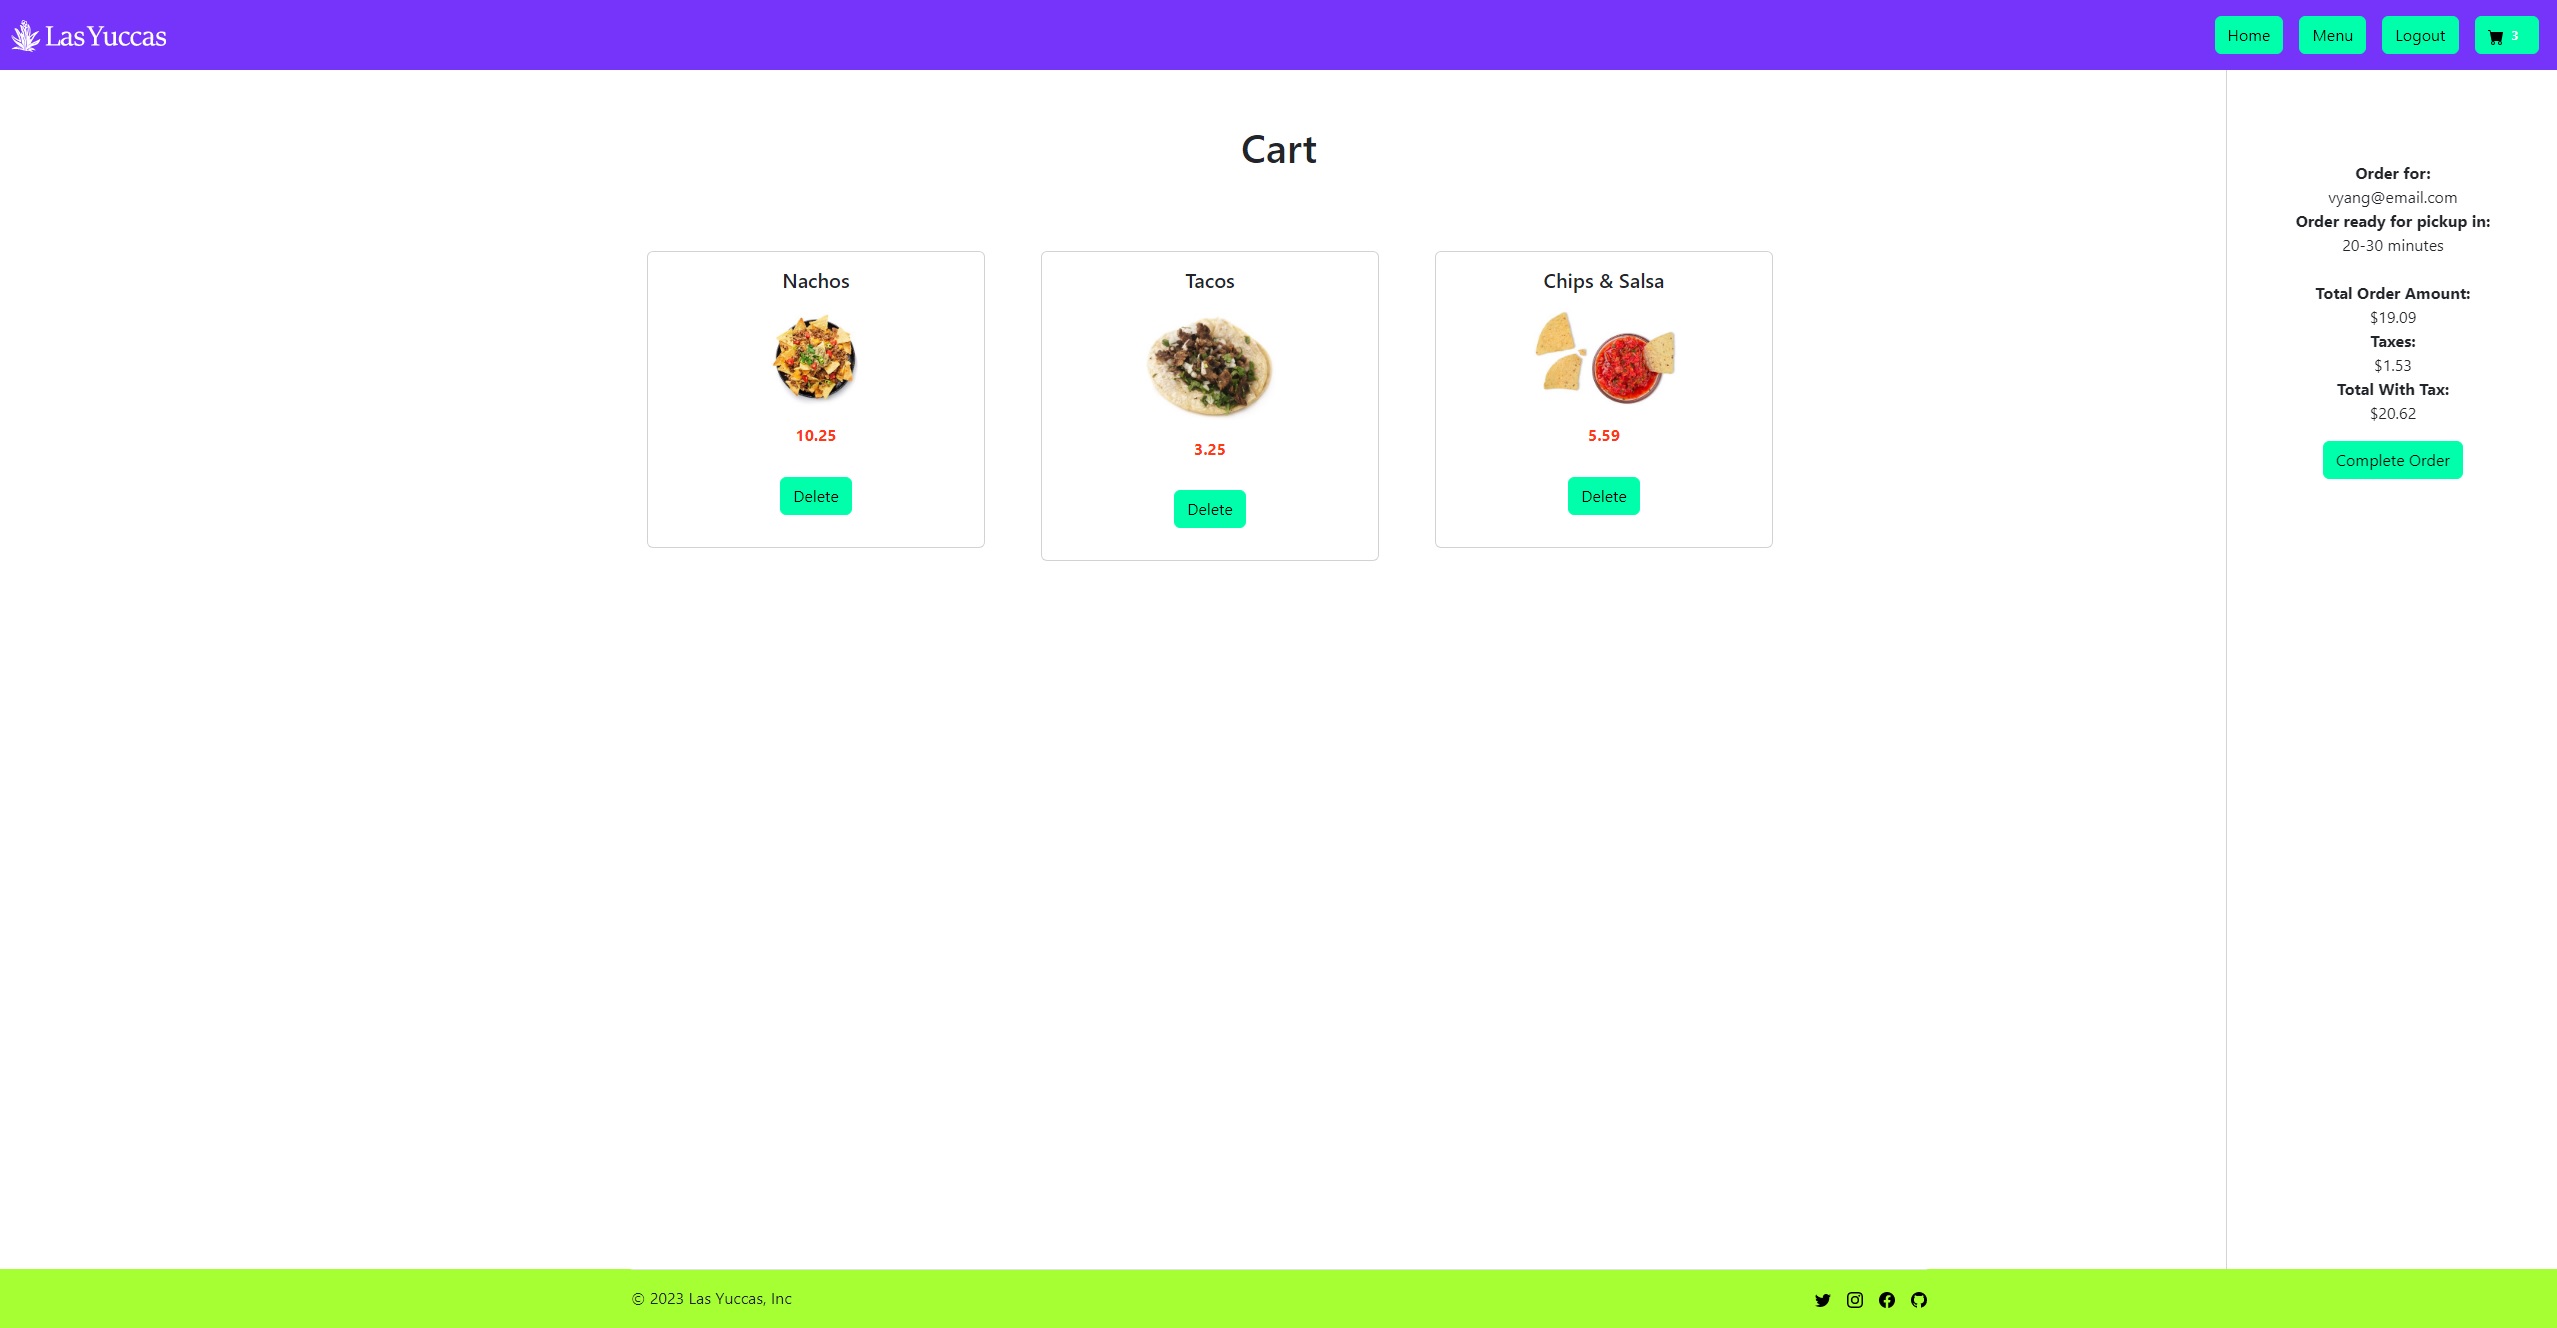 Las Yuccas
Home
Menu
Logout
3
Cart
Nachos
10.25
Delete
Tacos
3.25
Delete
Chips & Salsa
5.59
Delete
Order for:
vyang@email.com
Order ready for pickup in:
20-30 minutes
Total Order Amount:
$19.09
Taxes:
$1.53
Total With Tax:
$20.62
Complete Order
© 2023 Las Yuccas, Inc